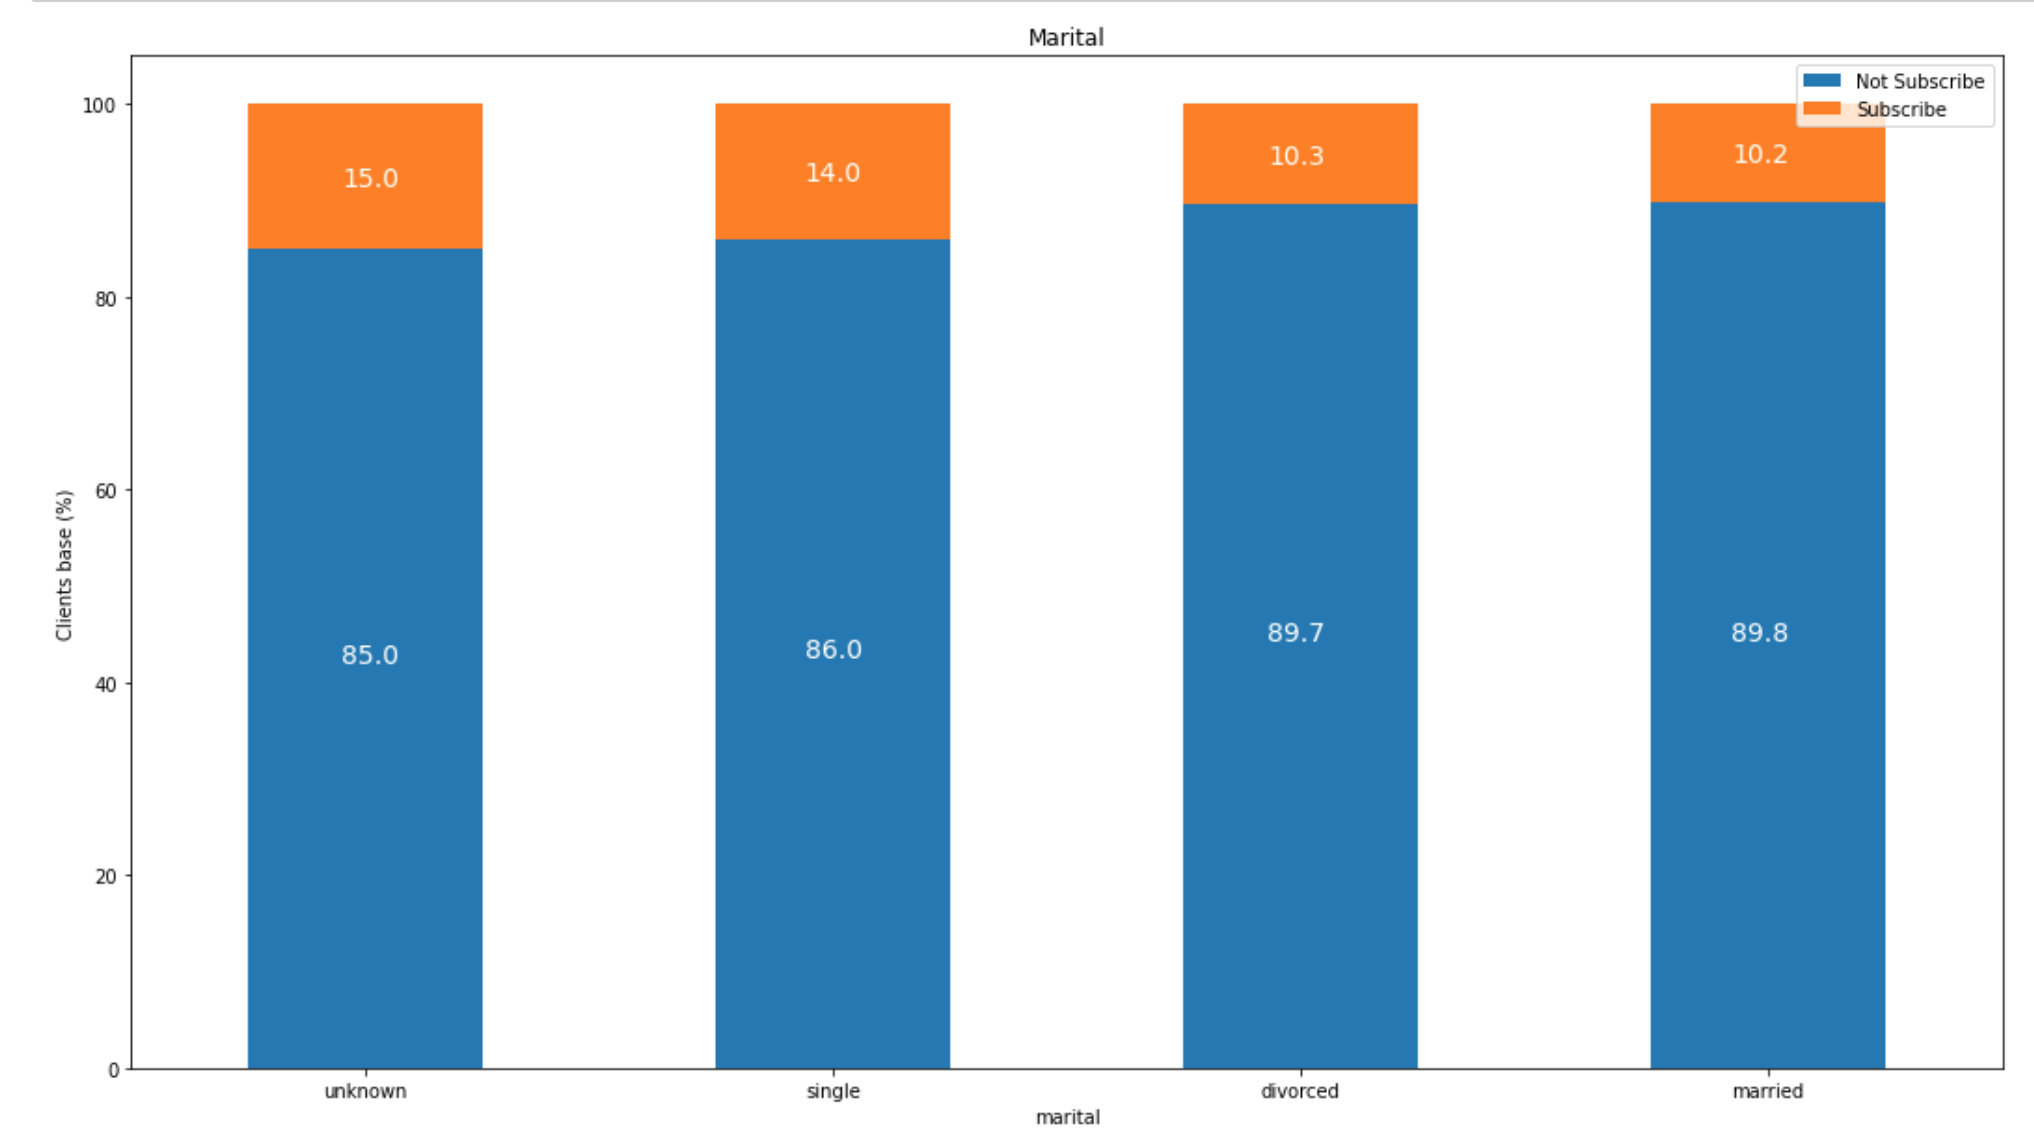 Marital
Not Subscribe
Subscribe
100
80
60
40
20
0
Clients base (%)
15.0
14.0
10.3
10.2
85.0
86.0
89.7
89.8
unknown
single
divorced
married
marital